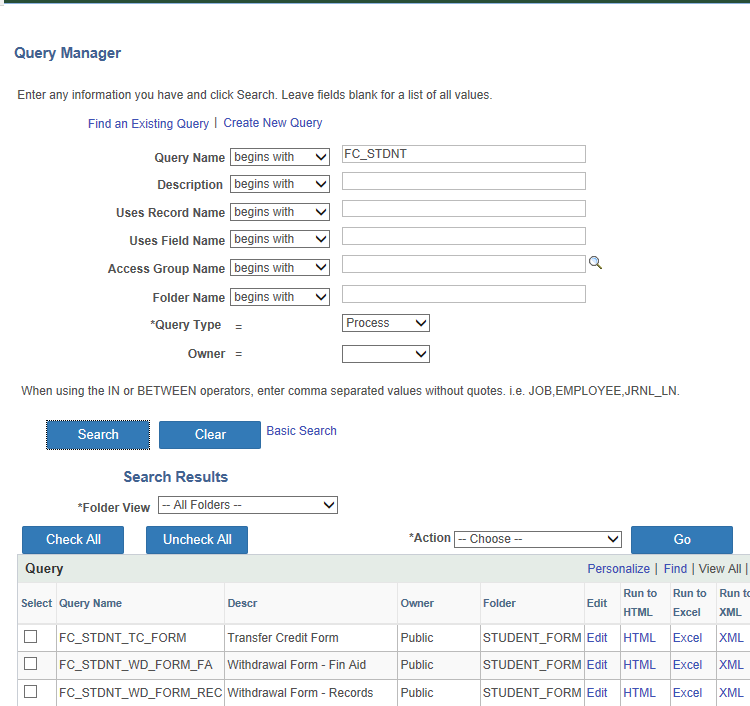 Query Manager
Enter any information you have and click Search. Leave fields blank for a list of all values.
Find an Existing Query | Create New Query
Query Name begins with FC_STDNT
Description begins with
Uses Record Name begins with
Uses Field Name begins with
Access Group Name begins with
Folder Name begins with
*Query Type = Process
Owner =
When using the IN or BETWEEN operators, enter comma separated values without quotes. i.e. JOB,EMPLOYEE,JRNL_LN.
Search Clear Basic Search
Search Results
*Folder View -- All Folders --
Check All Uncheck All *Action -- Choose -- Go
Query Personalize | Find | View All |
Select Query Name Descr Owner Folder Edit Run to HTML Run to Excel Run to XML
FC_STDNT_TC_FORM Transfer Credit Form Public STUDENT_FORM Edit HTML Excel XML
FC_STDNT_WD_FORM_FA Withdrawal Form - Fin Aid Public STUDENT_FORM Edit HTML Excel XML
FC_STDNT_WD_FORM_REC Withdrawal Form - Records Public STUDENT_FORM Edit HTML Excel XML